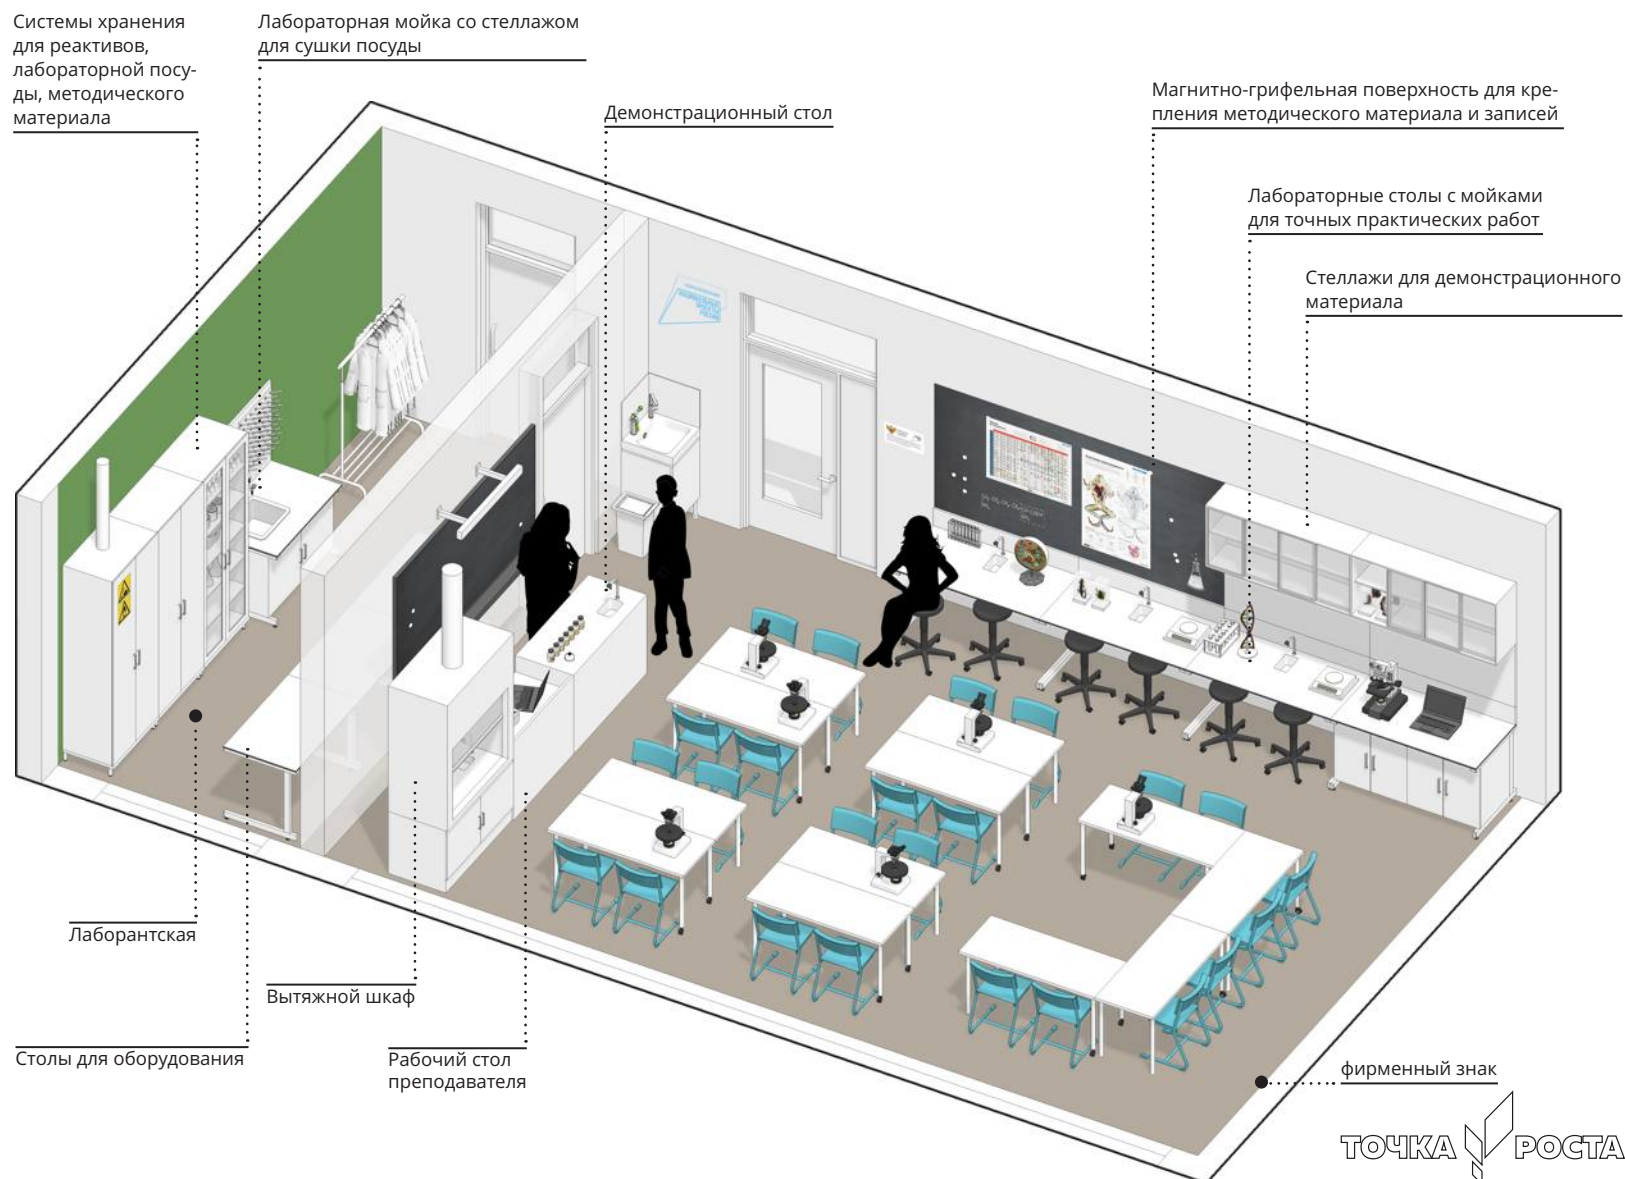 Системы хранения
для реактивов,
лабораторной посу-
ды, методического
материала
Лабораторная мойка со стеллажом
для сушки посуды
Демонстрационный стол
Магнитно-грифельная поверхность для кре-
пления методического материала и записей
Лабораторные столы с мойками
для точных практических работ
Стеллажи для демонстрационного
материала
Лаборантская
Вытяжной шкаф
Столы для оборудования
Рабочий стол
преподавателя
фирменный знак
ТОЧКА РОСТА